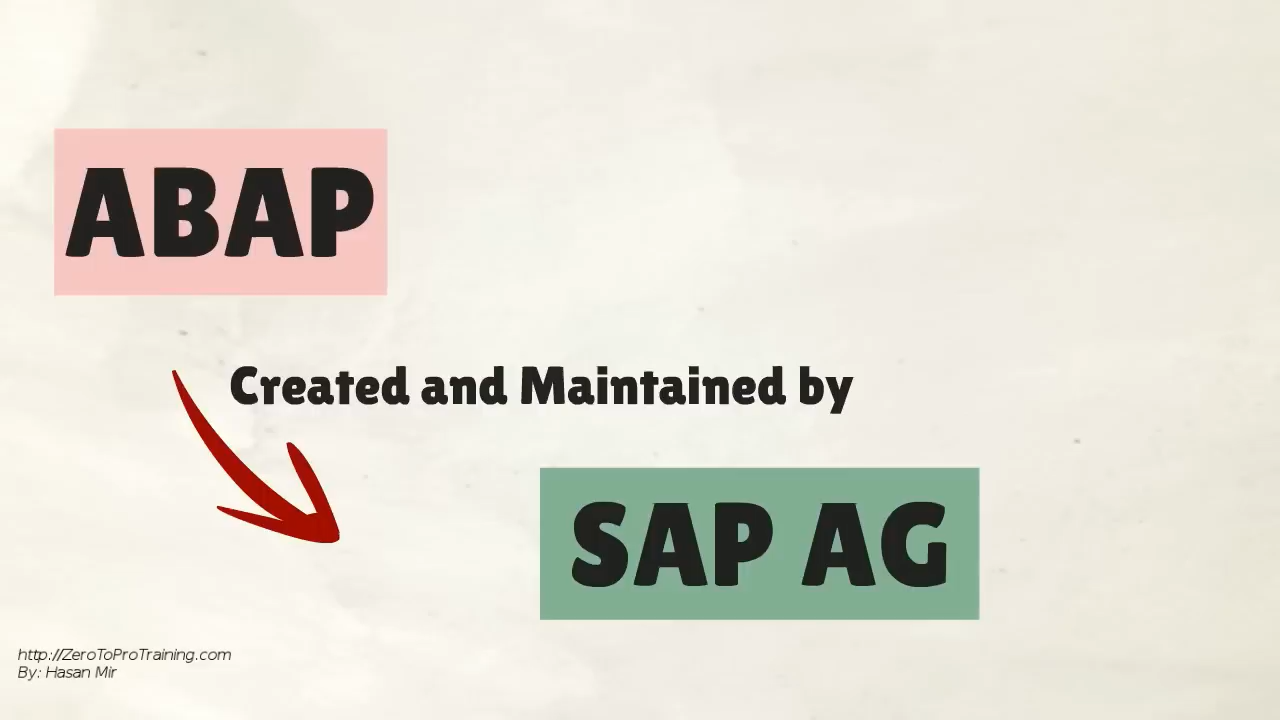 ABAP
Created and Maintained by
SAP AG
http://ZeroToProTraining.com
By: Hasan Mir